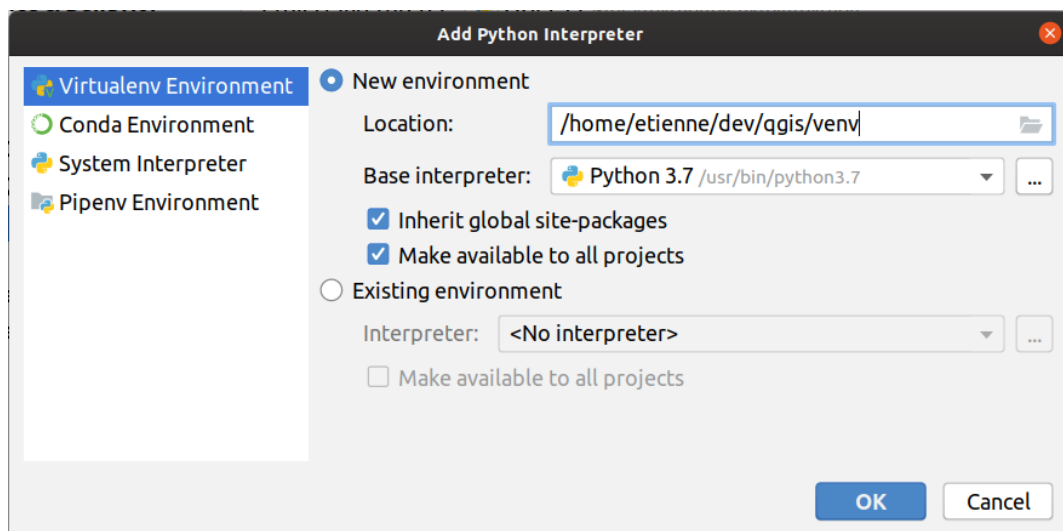 Add Python Interpreter
Virtualenv Environment
Conda Environment
System Interpreter
Pipenv Environment
New environment
Location: /home/etienne/dev/qgis/venv
Base interpreter: Python 3.7 /usr/bin/python3.7 ...
Inherit global site-packages
Make available to all projects
Existing environment
Interpreter: <No interpreter> ...
Make available to all projects
OK Cancel